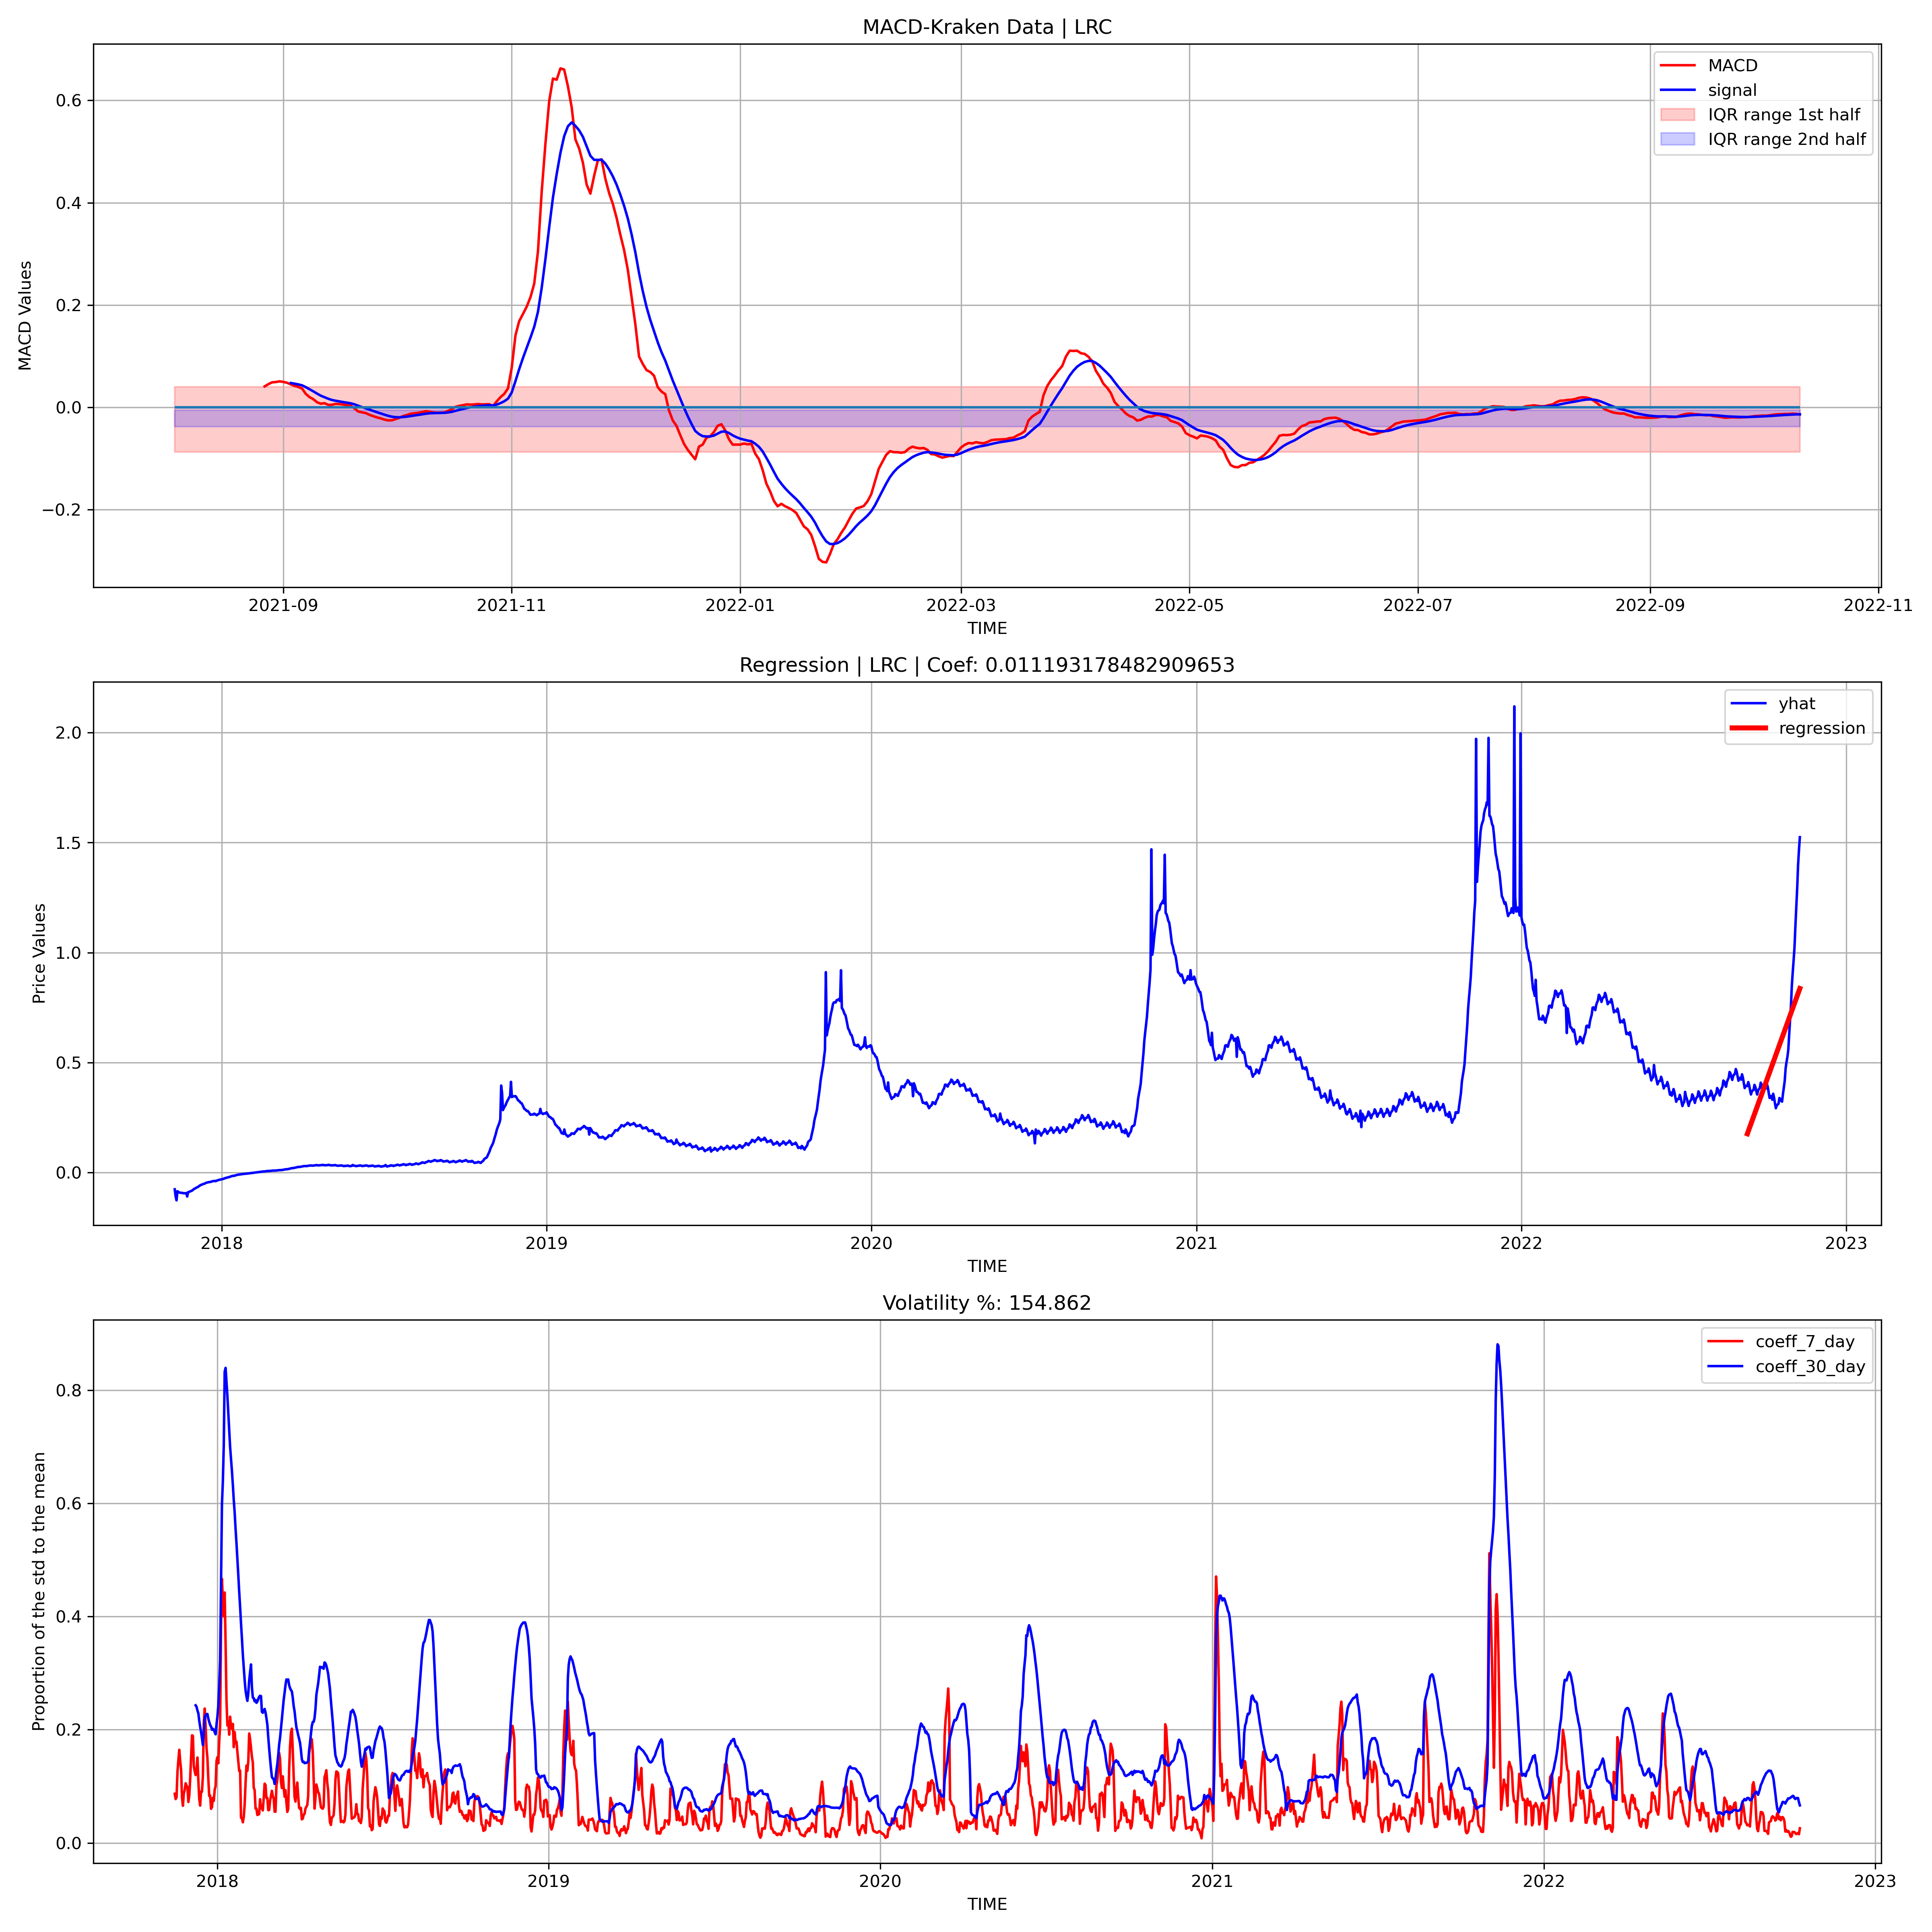 MACD-Kraken Data | LRC
MACD
signal
IQR range 1st half
IQR range 2nd half
MACD Values
0.6
0.4
0.2
0.0
−0.2
2021-09 2021-11 2022-01 2022-03 2022-05 2022-07 2022-09 2022-11
TIME
Regression | LRC | Coef: 0.011193178482909653
yhat
regression
Price Values
2.0
1.5
1.0
0.5
0.0
2018 2019 2020 2021 2022 2023
TIME
Volatility %: 154.862
coeff_7_day
coeff_30_day
Proportion of the std to the mean
0.8
0.6
0.4
0.2
0.0
2018 2019 2020 2021 2022 2023
TIME